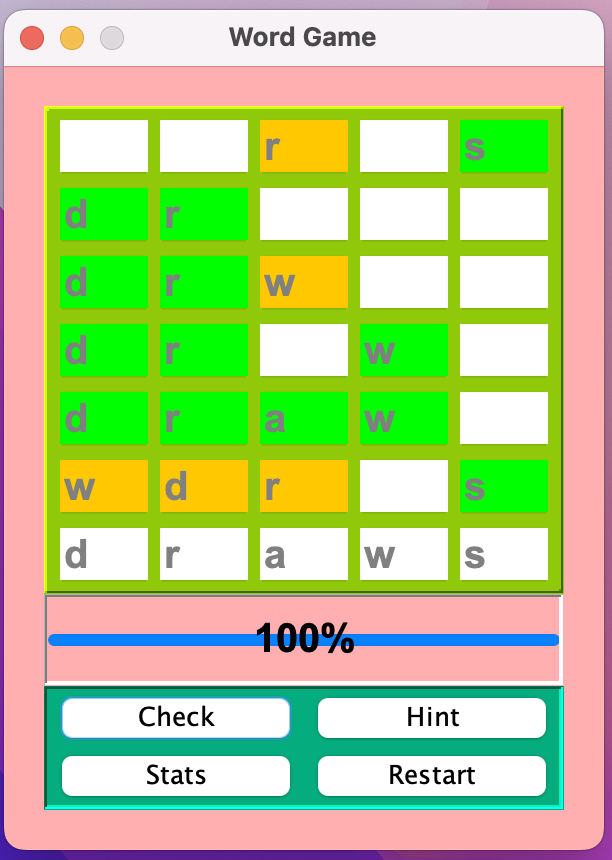 Word Game
r s
d r
d r w
d r w
d r a w
w d r s
d r a w s
100%
Check Hint
Stats Restart